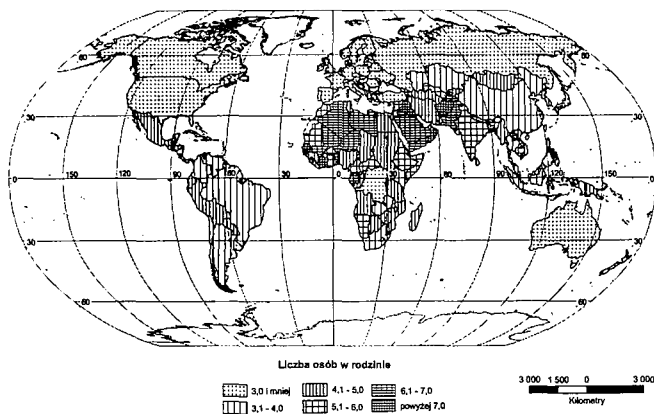 60 60
30 30
0 150 120 90 60 30 0 30 60 90 120 150 0
30 30
60 60
Liczba osób w rodzinie
3,0 i mniej 4,1 - 5,0 6,1 - 7,0
3,1 - 4,0 5,1 - 6,0 powyżej 7,0
3 000 1 500 0 3 000
Kilometry